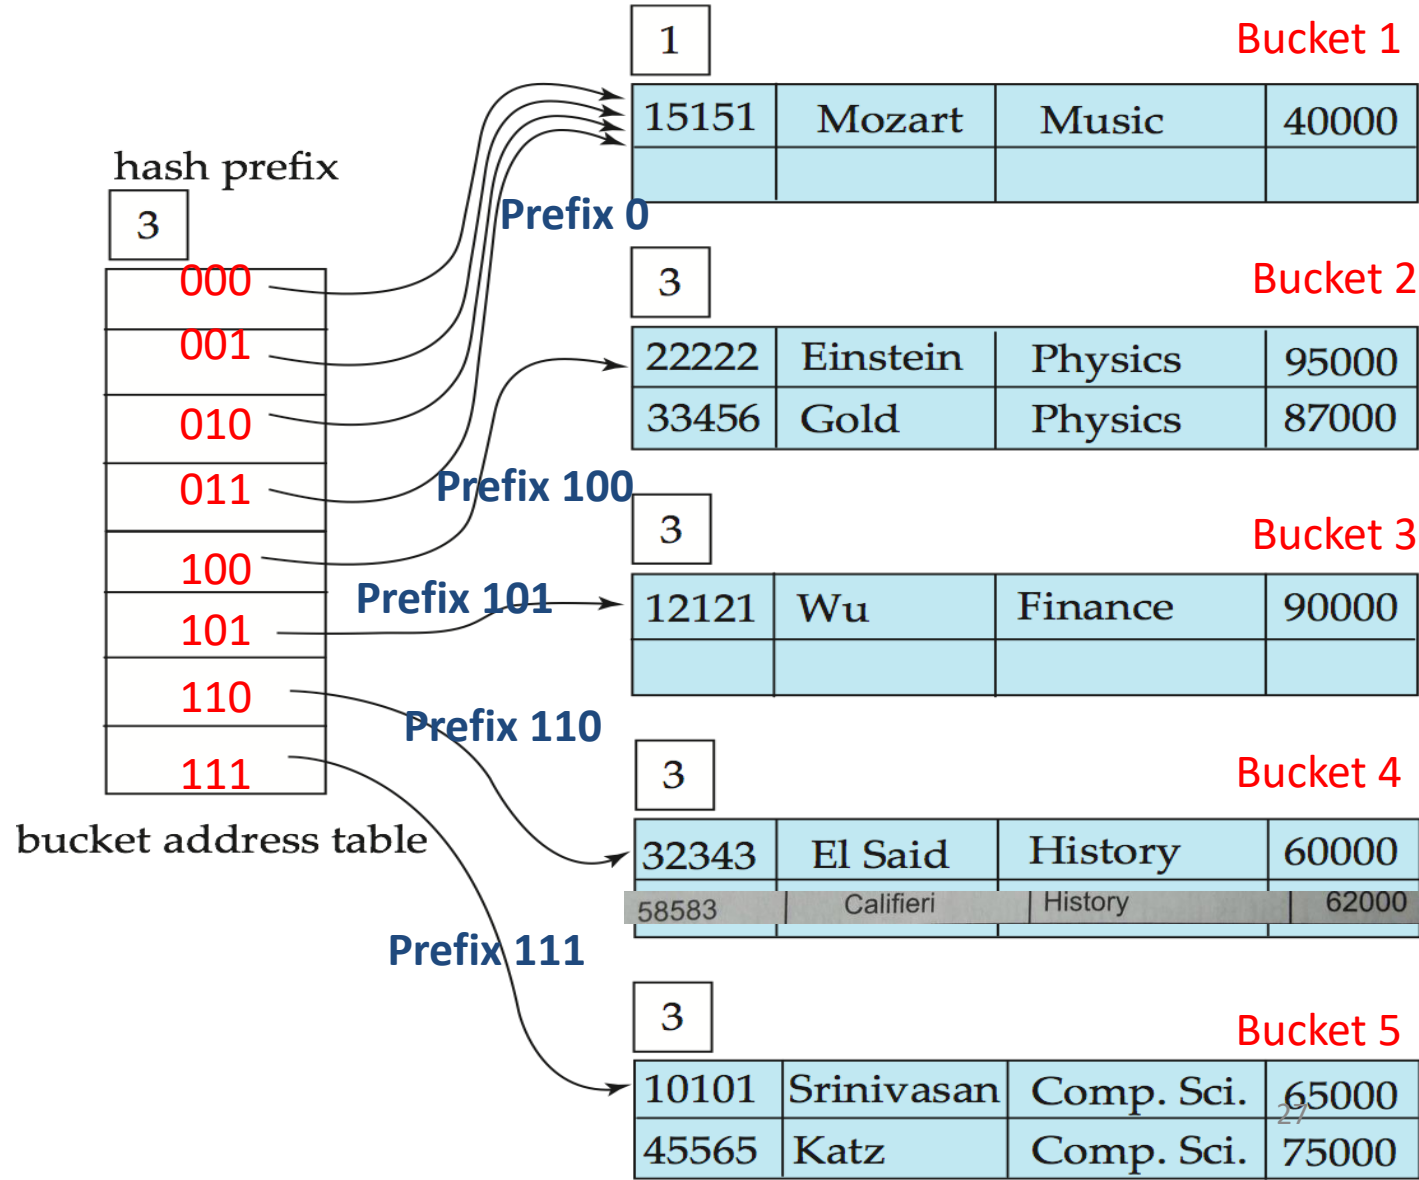 hash prefix
3
000
001
010
011
100
101
110
111
bucket address table
Prefix 0
Prefix 100
Prefix 101
Prefix 110
Prefix 111
1
Bucket 1
15151 Mozart Music 40000
3
Bucket 2
22222 Einstein Physics 95000
33456 Gold Physics 87000
3
Bucket 3
12121 Wu Finance 90000
3
Bucket 4
32343 El Said History 60000
58583 Califieri History 62000
3
Bucket 5
10101 Srinivasan Comp. Sci. 65000
27
45565 Katz Comp. Sci. 75000